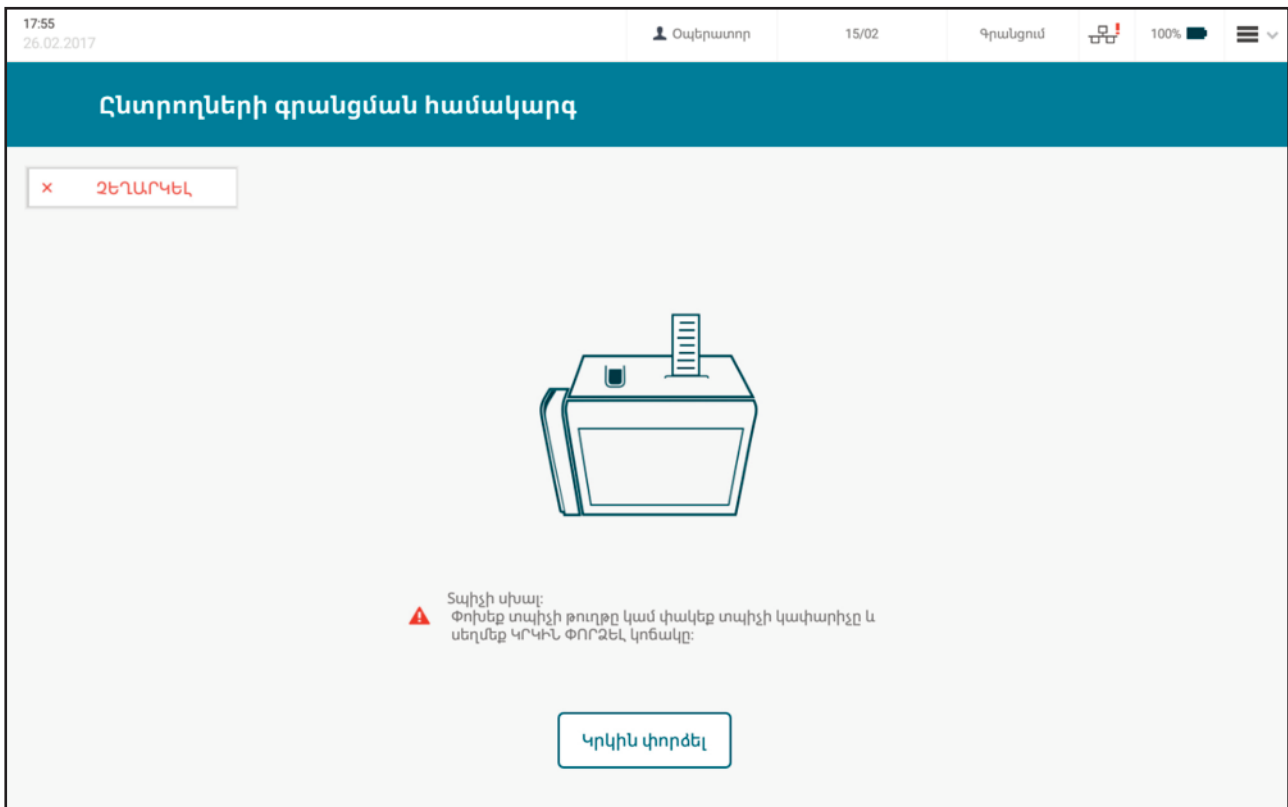 17:55
26.02.2017
Օպերատոր
15/02
Գրանցում
100%
Ընտրողների գրանցման համակարգ
× ՉԵՂԱՐԿԵԼ
Տպիչի սխալ:
Փոխեք տպիչի թուղթը կամ փակեք տպիչի կափարիչը և
սեղմեք ԿՐԿԻՆ ՓՈՐՁԵԼ կոճակը:
Կրկին փորձել